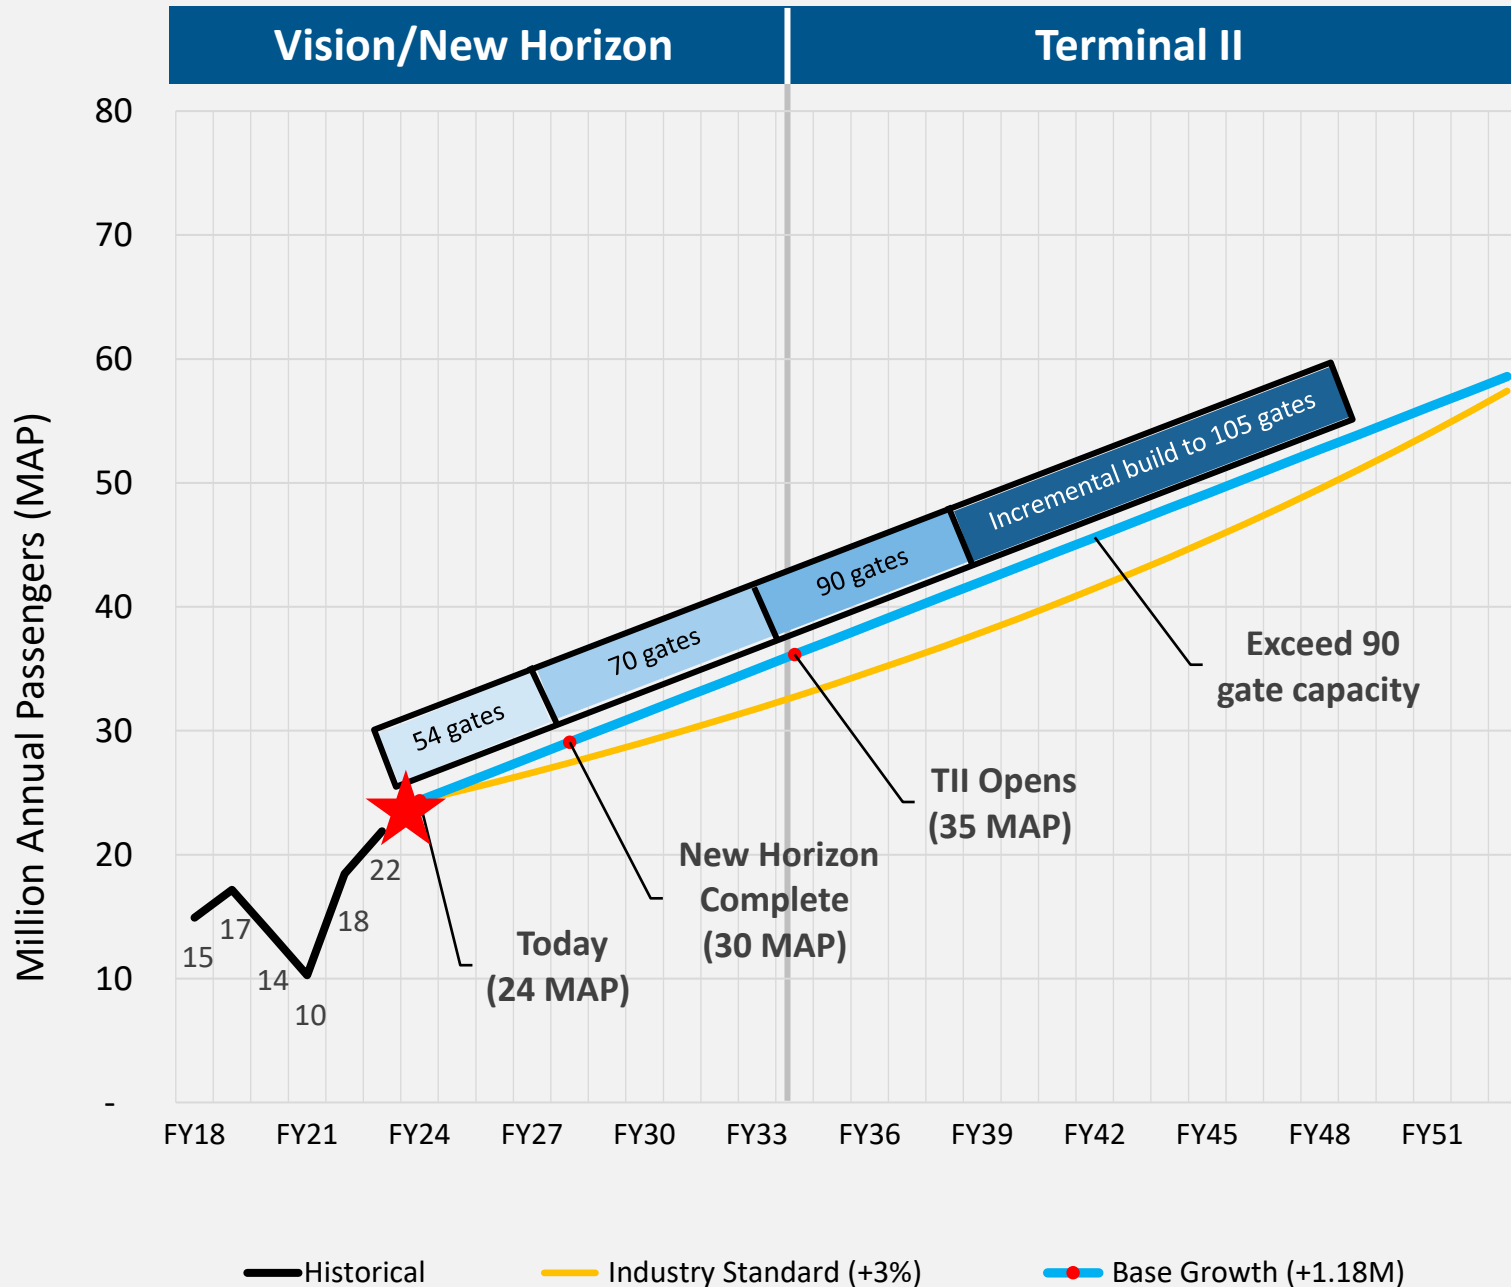 Vision/New Horizon
Terminal II
Million Annual Passengers (MAP)
80
70
60
50
40
30
20
10
-
54 gates
70 gates
90 gates
Incremental build to 105 gates
Exceed 90
gate capacity
TII Opens
(35 MAP)
New Horizon
Complete
(30 MAP)
Today
(24 MAP)
15
17
14
10
18
22
FY18
FY21
FY24
FY27
FY30
FY33
FY36
FY39
FY42
FY45
FY48
FY51
Historical
Industry Standard (+3%)
Base Growth (+1.18M)